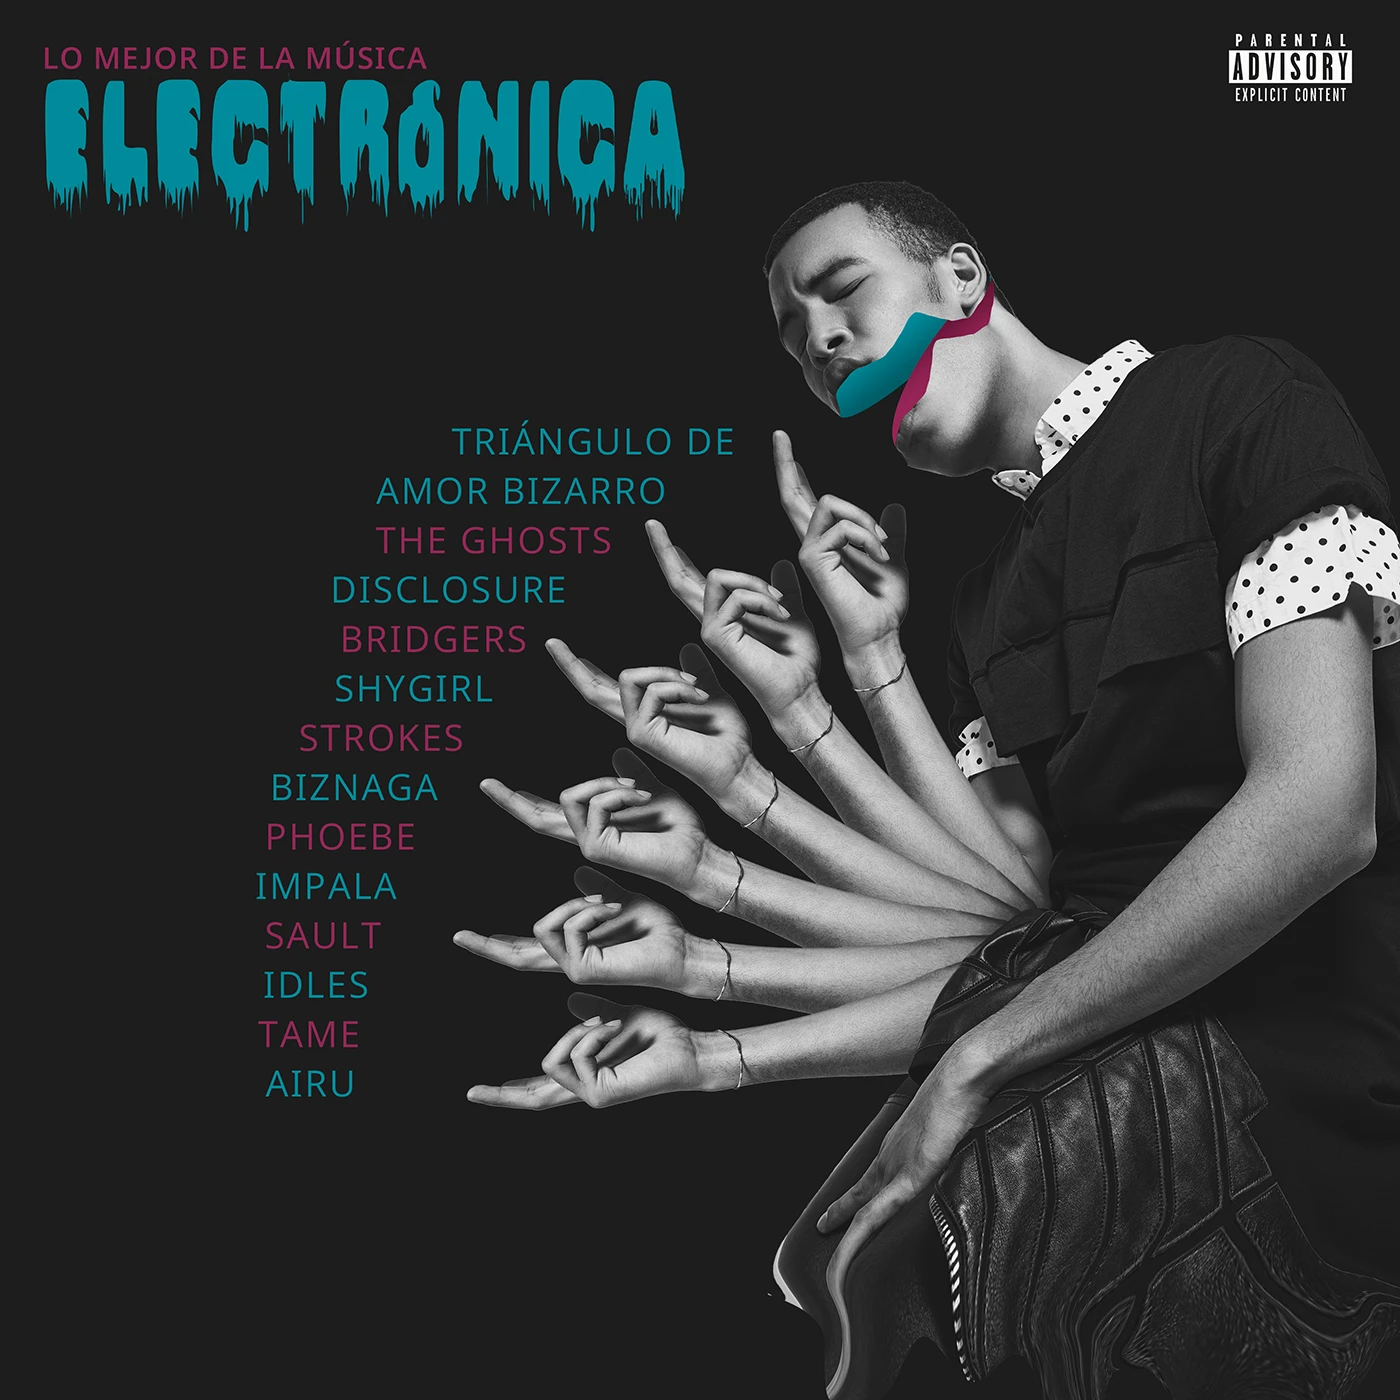 LO MEJOR DE LA MÚSICA
ELECTRÓNICA
PARENTAL
ADVISORY
EXPLICIT CONTENT
TRIÁNGULO DE
AMOR BIZARRO
THE GHOSTS
DISCLOSURE
BRIDGERS
SHYGIRL
STROKES
BIZNAGA
PHOEBE
IMPALA
SAULT
IDLES
TAME
AIRU